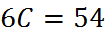 6C = 54